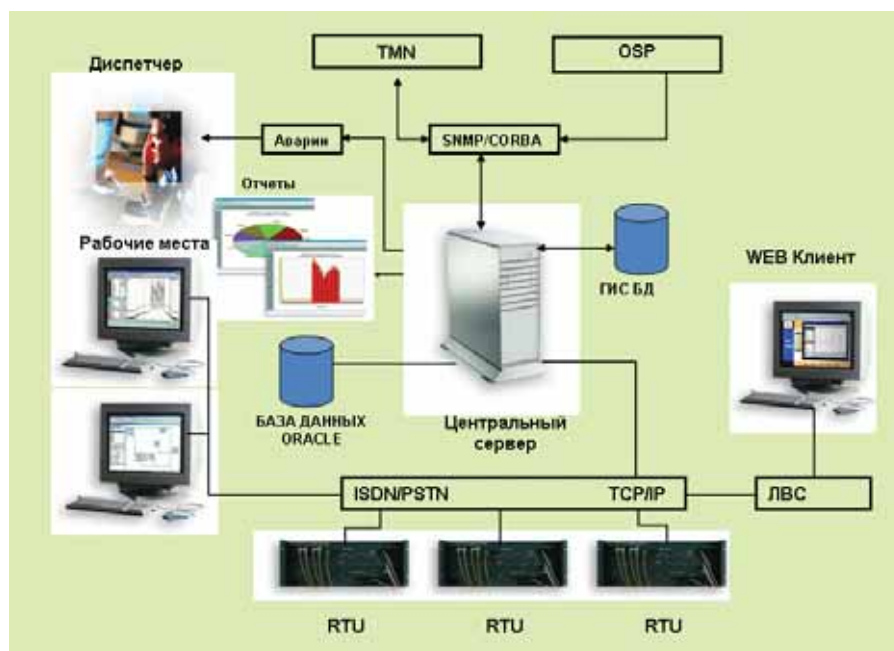 TMN
OSP
Диспетчер
Аварии
SNMP/CORBA
Отчеты
Рабочие места
WEB Клиент
ГИС БД
БАЗА ДАННЫХ
ORACLE
Центральный
сервер
ISDN/PSTN
TCP/IP
ЛВС
RTU
RTU
RTU